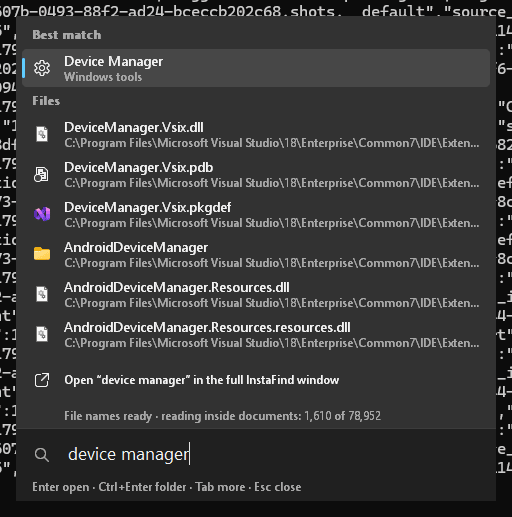 Best match
Device Manager
Windows tools
Files
DeviceManager.Vsix.dll
C:\Program Files\Microsoft Visual Studio\18\Enterprise\Common7\IDE\Exten...
DeviceManager.Vsix.pdb
C:\Program Files\Microsoft Visual Studio\18\Enterprise\Common7\IDE\Exten...
DeviceManager.Vsix.pkgdef
C:\Program Files\Microsoft Visual Studio\18\Enterprise\Common7\IDE\Exten...
AndroidDeviceManager
C:\Program Files\Microsoft Visual Studio\18\Enterprise\Common7\IDE\Exten...
AndroidDeviceManager.Resources.dll
C:\Program Files\Microsoft Visual Studio\18\Enterprise\Common7\IDE\Exten...
AndroidDeviceManager.Resources.resources.dll
C:\Program Files\Microsoft Visual Studio\18\Enterprise\Common7\IDE\Exten...
Open “device manager” in the full InstaFind window
File names ready · reading inside documents: 1,610 of 78,952
device manager
Enter open · Ctrl+Enter folder · Tab more · Esc close